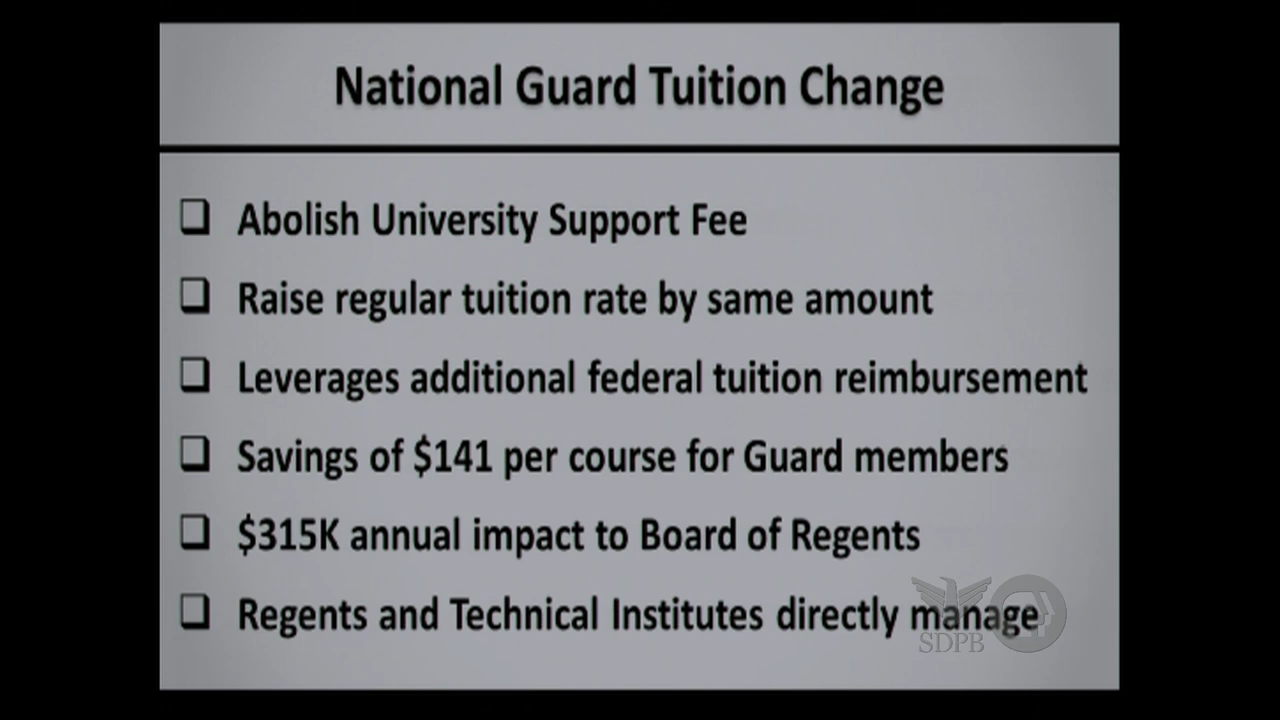 National Guard Tuition Change
Abolish University Support Fee
Raise regular tuition rate by same amount
Leverages additional federal tuition reimbursement
Savings of $141 per course for Guard members
$315K annual impact to Board of Regents
Regents and Technical Institutes directly manage
SDPB